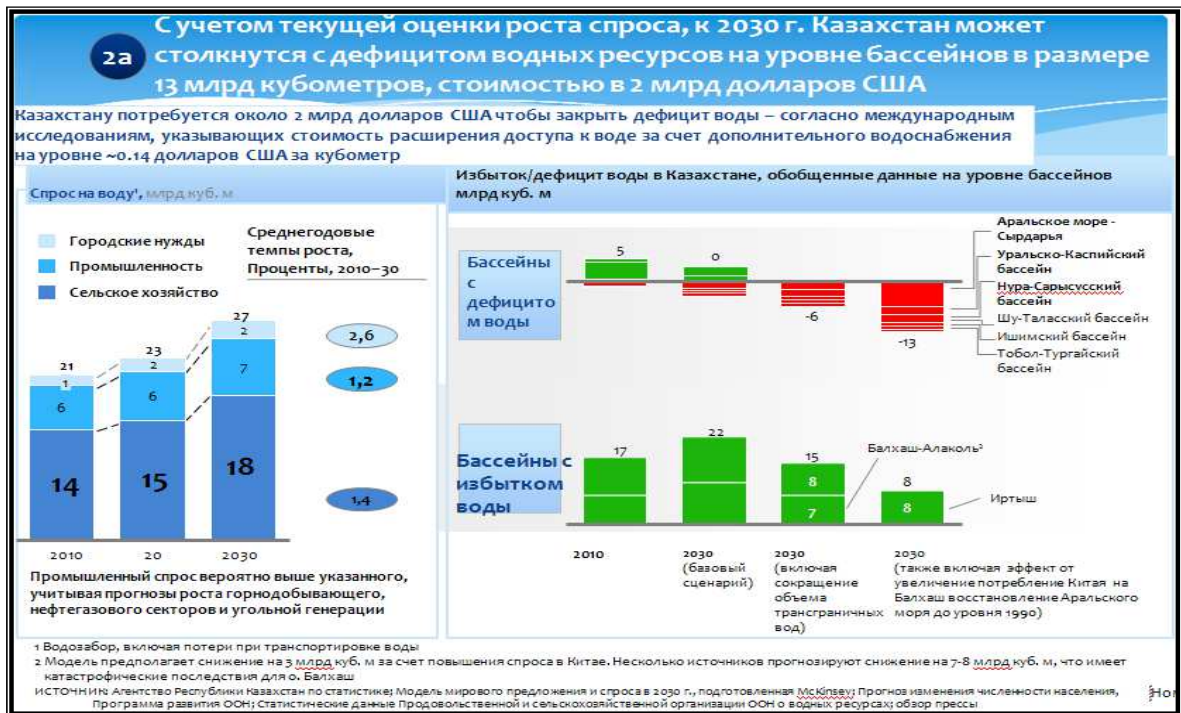 2а
С учетом текущей оценки роста спроса, к 2030 г. Казахстан может
столкнутся с дефицитом водных ресурсов на уровне бассейнов в размере
13 млрд кубометров, стоимостью в 2 млрд долларов США
Казахстану потребуется около 2 млрд долларов США чтобы закрыть дефицит воды – согласно международным
исследованиям, указывающих стоимость расширения доступа к воде за счет дополнительного водоснабжения
на уровне ~0.14 долларов США за кубометр
Спрос на воду¹, млрд куб. м
Городские нужды
Промышленность
Сельское хозяйство
Среднегодовые
темпы роста,
Проценты, 2010–30
21
23
27
1
2
2
6
6
7
14
15
18
2,6
1,2
1,4
2010
20
2030
Промышленный спрос вероятно выше указанного,
учитывая прогнозы роста горнодобывающего,
нефтегазового секторов и угольной генерации
Избыток/дефицит воды в Казахстане, обобщенные данные на уровне бассейнов
млрд куб. м
Бассейны
с
дефицито
м воды
5
0
-6
-13
Аральское море -
Сырдарья
Уральско-Каспийский
бассейн
Нура-Сарысусский
бассейн
Шу-Таласский бассейн
Ишимский бассейн
Тобол-Тургайский
бассейн
Бассейны с
избытком
воды
17
22
15
8
7
8
8
Балхаш-Алаколь²
Иртыш
2010
2030
(базовый
сценарий)
2030
(включая
сокращение
объема
трансграничных
вод)
2030
(также включая эффект от
увеличение потребление Китая на
Балхаш восстановление Аральского
моря до уровня 1990)
1 Водозабор, включая потери при транспортировке воды
2 Модель предполагает снижение на 3 млрд куб. м за счет повышения спроса в Китае. Несколько источников прогнозируют снижение на 7-8 млрд куб. м, что имеет
катастрофические последствия для о. Балхаш
ИСТОЧНИК: Агентство Республики Казахстан по статистике; Модель мирового предложения и спроса в 2030 г., подготовленная McKinsey; Прогноз изменения численности населения,
Программа развития ООН; Статистические данные Продовольственной и сельскохозяйственной организации ООН о водных ресурсах; обзор прессы